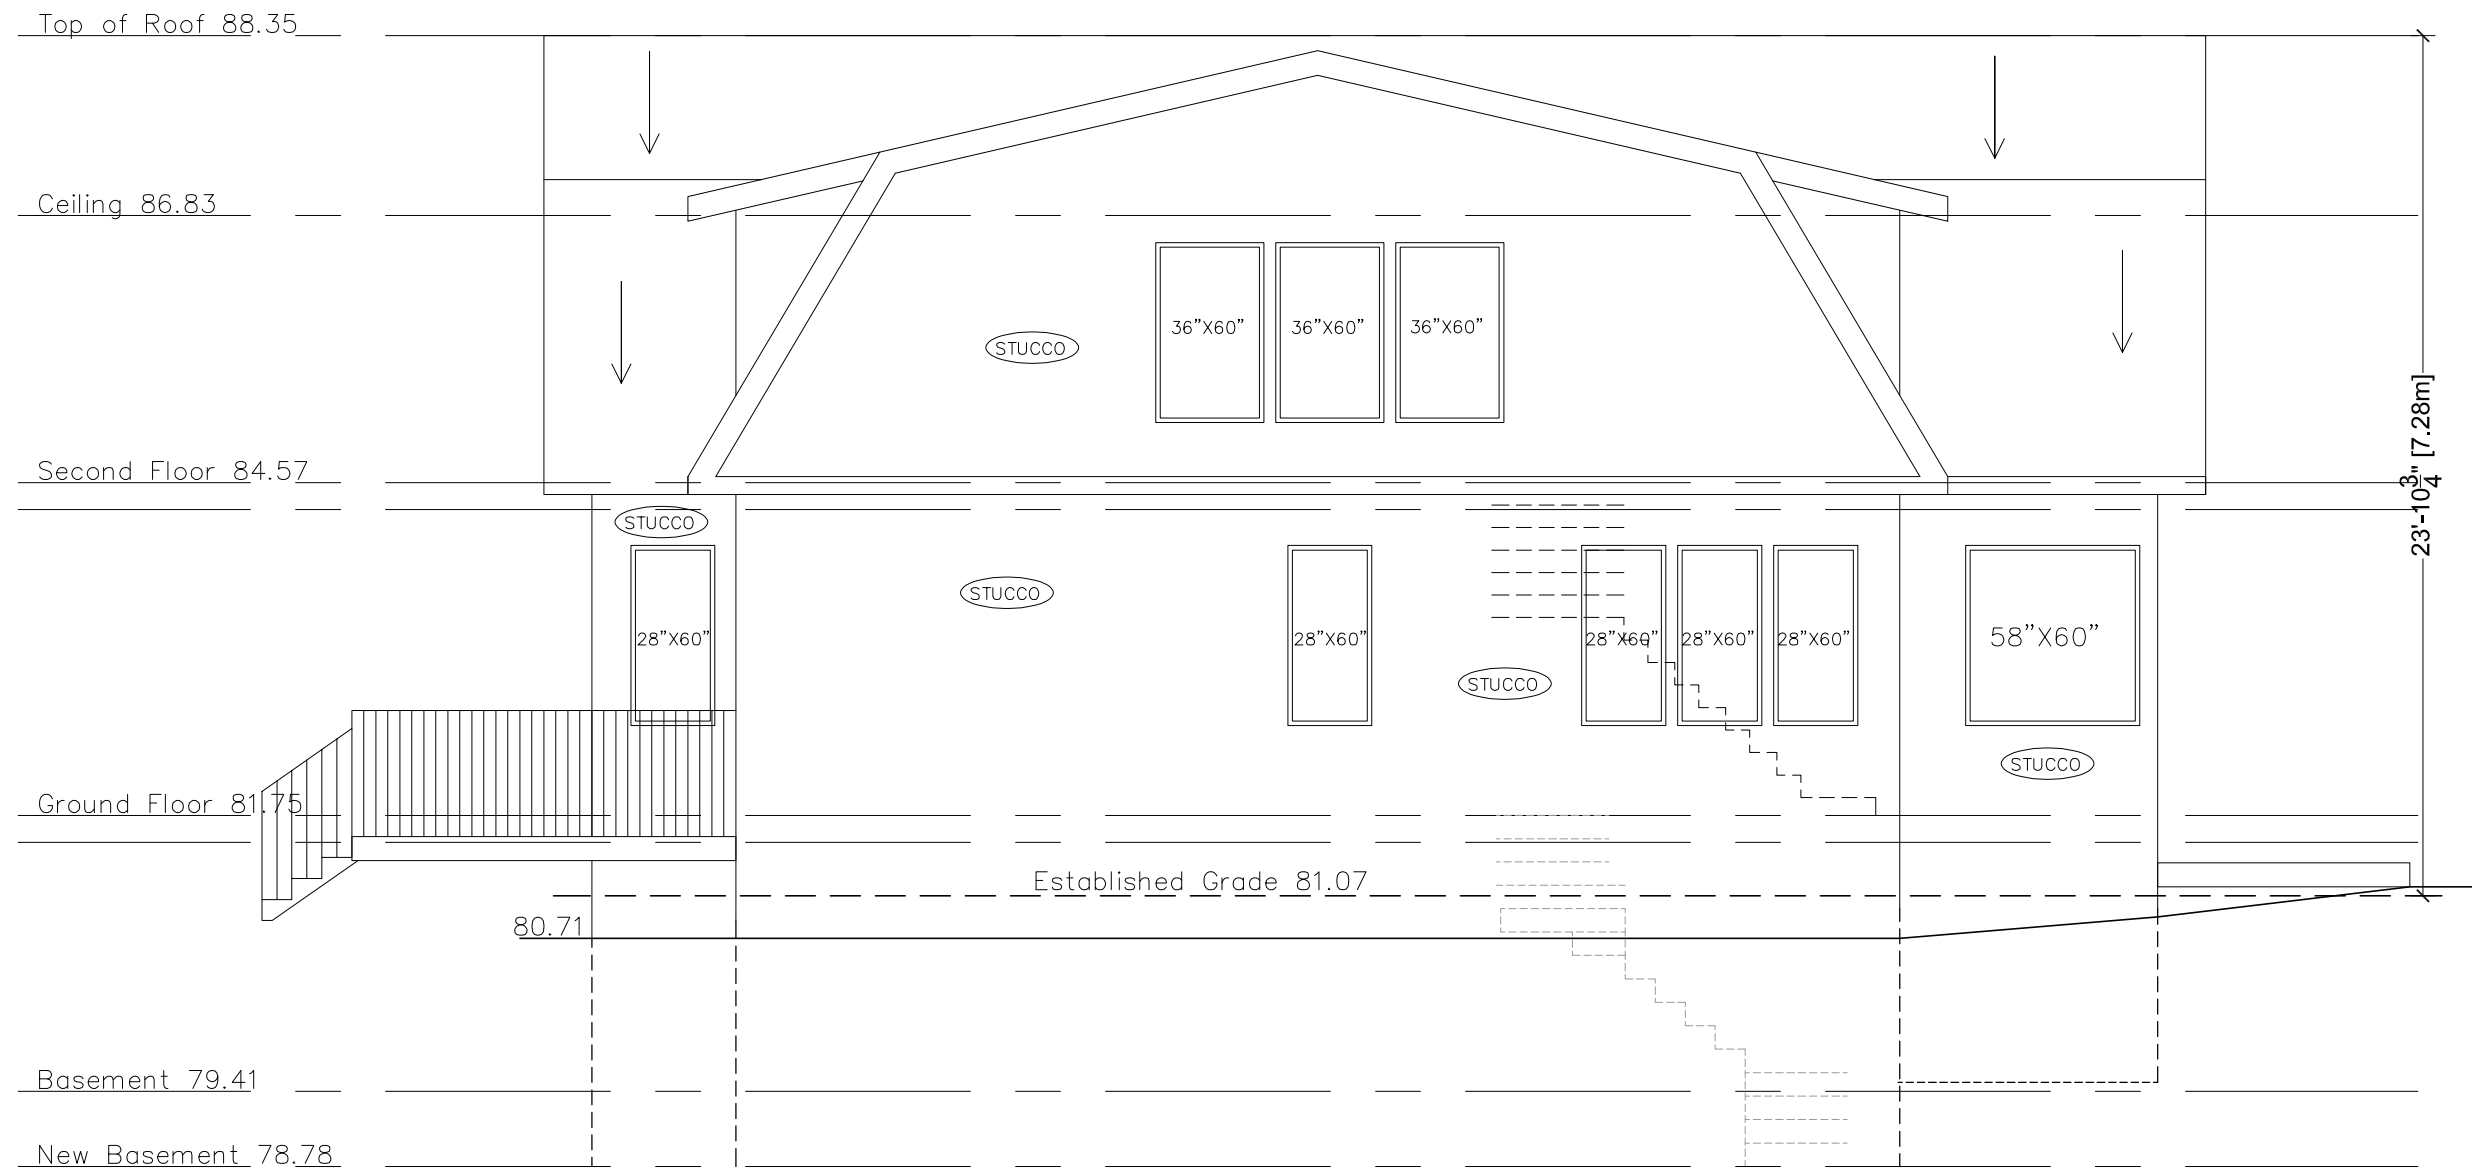 Top of Roof 88.35
Ceiling 86.83
36"X60" 36"X60" 36"X60"
STUCCO
23'-10 3/4" [7.28m]
Second Floor 84.57
STUCCO
STUCCO
28"X60" 28"X60" 28"X60" 28"X60" 28"X60" 58"X60"
STUCCO
STUCCO
Ground Floor 81.75
Established Grade 81.07
80.71
Basement 79.41
New Basement 78.78